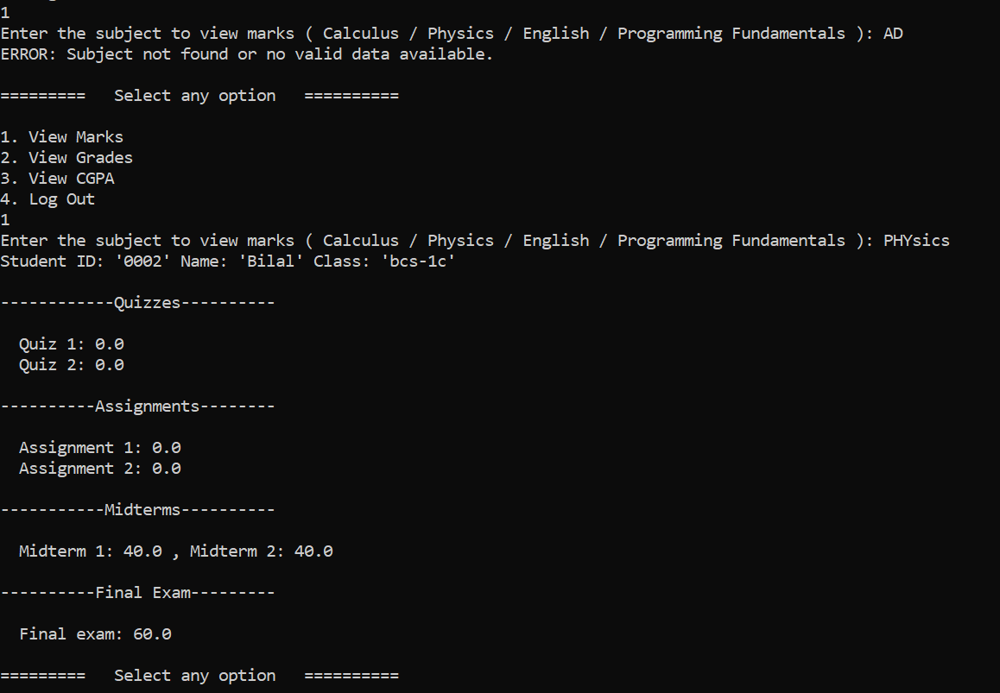 1
Enter the subject to view marks ( Calculus / Physics / English / Programming Fundamentals ): AD
ERROR: Subject not found or no valid data available.
=========   Select any option   ==========
1. View Marks
2. View Grades
3. View CGPA
4. Log Out
1
Enter the subject to view marks ( Calculus / Physics / English / Programming Fundamentals ): PHYsics
Student ID: '0002' Name: 'Bilal' Class: 'bcs-1c'
------------Quizzes----------
  Quiz 1: 0.0
  Quiz 2: 0.0
----------Assignments--------
  Assignment 1: 0.0
  Assignment 2: 0.0
-----------Midterms----------
  Midterm 1: 40.0 , Midterm 2: 40.0
----------Final Exam---------
  Final exam: 60.0
=========   Select any option   ==========